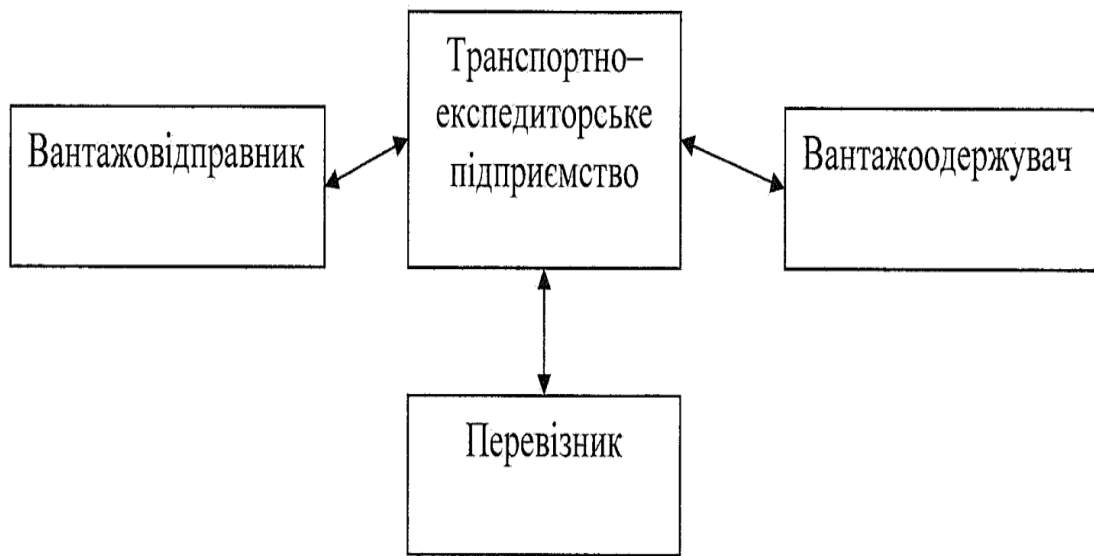 Транспортно–
експедиторське
підприємство
Вантажовідправник
Вантажоодержувач
Перевізник